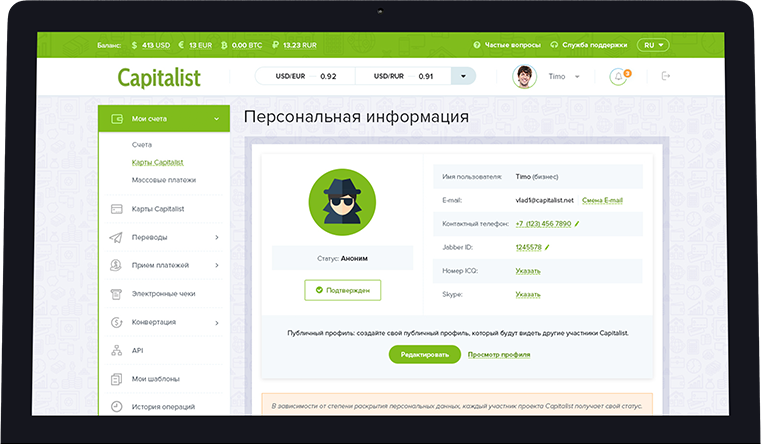 Баланс: $ 413 USD € 13 EUR ₿ 0.00 BTC ₽ 13.23 RUR Частые вопросы Служба поддержки RU
Capitalist USD/EUR 0.92 USD/RUR 0.91 Timo 3
Мои счета
Счета
Карты Capitalist
Массовые платежи
Карты Capitalist
Переводы
Прием платежей
Электронные чеки
Конвертация
API
Мои шаблоны
История операций
Персональная информация
Статус: Аноним
Подтвержден
Имя пользователя: Timo (бизнес)
E-mail: vlad1@capitalist.net Смена E-mail
Контактный телефон: +7 (123) 456 7890
Jabber ID: 1245578
Номер ICQ: Указать
Skype: Указать
Публичный профиль: создайте свой публичный профиль, который будут видеть другие участники Capitalist.
Редактировать Просмотр профиля
В зависимости от степени раскрытия персональных данных, каждый участник проекта Capitalist получает свой статус.